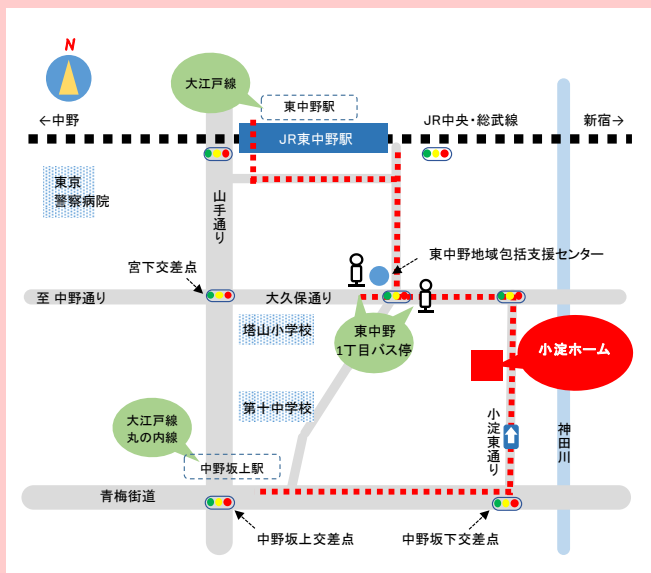 N
大江戸線
東中野駅
←中野
JR中央・総武線
新宿→
JR東中野駅
東京
警察病院
山手通り
東中野地域包括支援センター
宮下交差点
至 中野通り
大久保通り
塔山小学校
東中野
1丁目バス停
小淀ホーム
第十中学校
大江戸線
丸の内線
小淀東通り
神田川
中野坂上駅
青梅街道
中野坂上交差点
中野坂下交差点